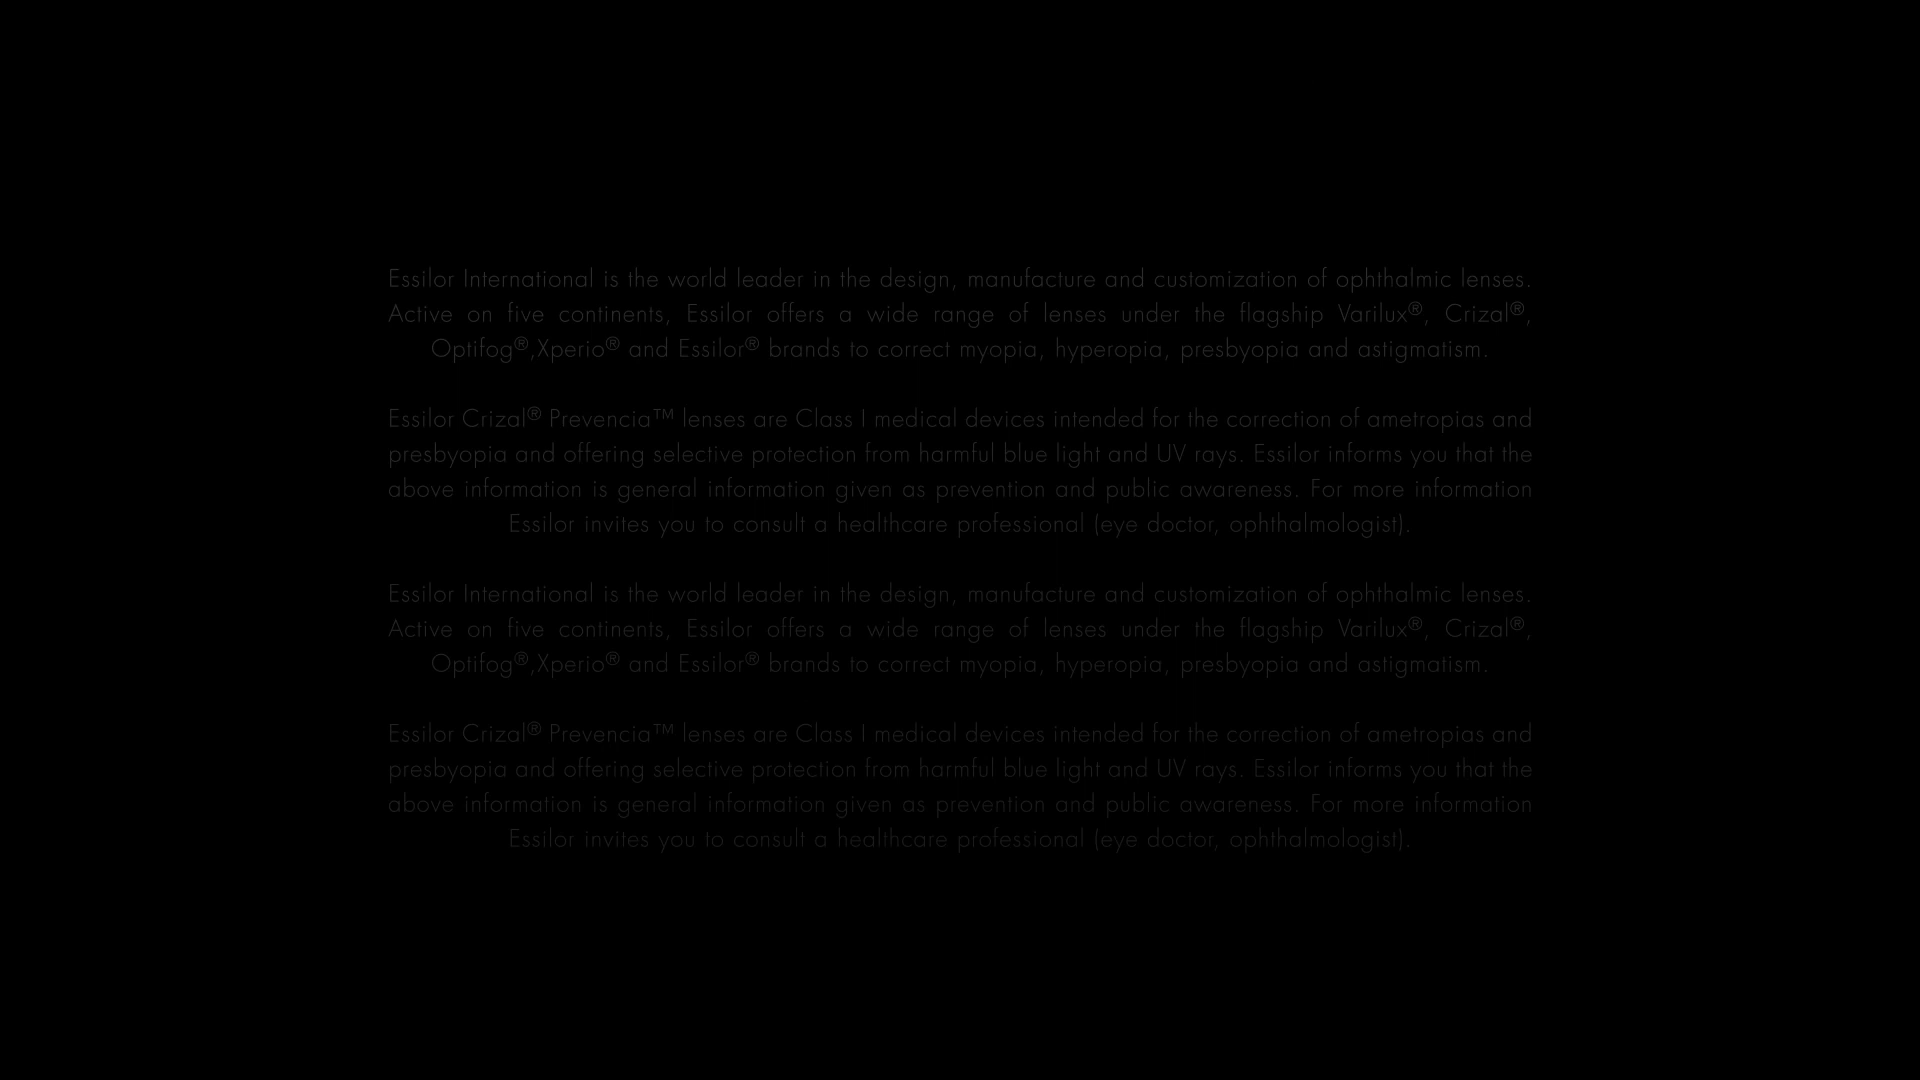 Essilor International is the world leader in the design, manufacture and customization of ophthalmic lenses.
Active on five continents, Essilor offers a wide range of lenses under the flagship Varilux®, Crizal®,
Optifog®,Xperio® and Essilor® brands to correct myopia, hyperopia, presbyopia and astigmatism.
Essilor Crizal® Prevencia™ lenses are Class I medical devices intended for the correction of ametropias and
presbyopia and offering selective protection from harmful blue light and UV rays. Essilor informs you that the
above information is general information given as prevention and public awareness. For more information
Essilor invites you to consult a healthcare professional (eye doctor, ophthalmologist).
Essilor International is the world leader in the design, manufacture and customization of ophthalmic lenses.
Active on five continents, Essilor offers a wide range of lenses under the flagship Varilux®, Crizal®,
Optifog®,Xperio® and Essilor® brands to correct myopia, hyperopia, presbyopia and astigmatism.
Essilor Crizal® Prevencia™ lenses are Class I medical devices intended for the correction of ametropias and
presbyopia and offering selective protection from harmful blue light and UV rays. Essilor informs you that the
above information is general information given as prevention and public awareness. For more information
Essilor invites you to consult a healthcare professional (eye doctor, ophthalmologist).